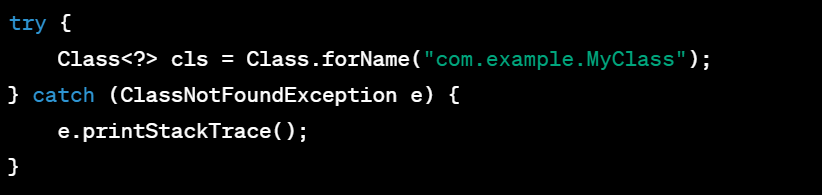 try {
    Class<?> cls = Class.forName("com.example.MyClass");
} catch (ClassNotFoundException e) {
    e.printStackTrace();
}